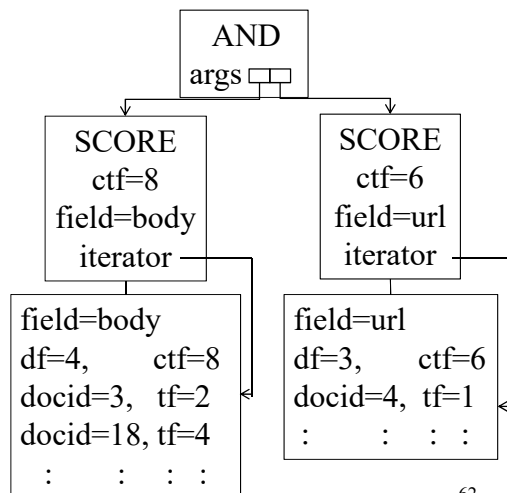 AND
args
SCORE
ctf=8
field=body
iterator
SCORE
ctf=6
field=url
iterator
field=body
df=4, ctf=8
docid=3, tf=2
docid=18, tf=4
: : : :
field=url
df=3, ctf=6
docid=4, tf=1
: : : :
62